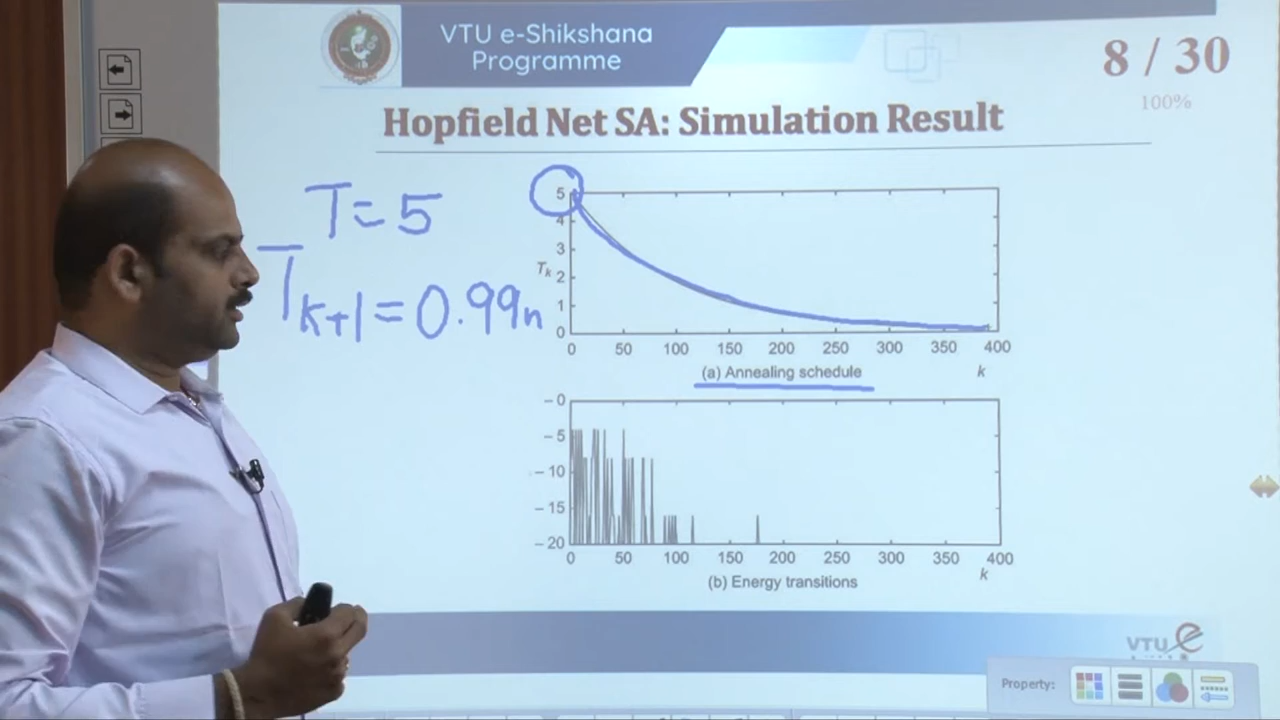 VTU e-Shikshana
Programme
8 / 30
100%
Hopfield Net SA: Simulation Result
T = 5
T k+1 = 0.99n
5
4
3
Tk
2
1
0
0 50 100 150 200 250 300 350 400
(a) Annealing schedule
k
– 0
– 5
– 10
– 15
– 20
0 50 100 150 200 250 300 350 400
(b) Energy transitions
k
VTU e
Property: